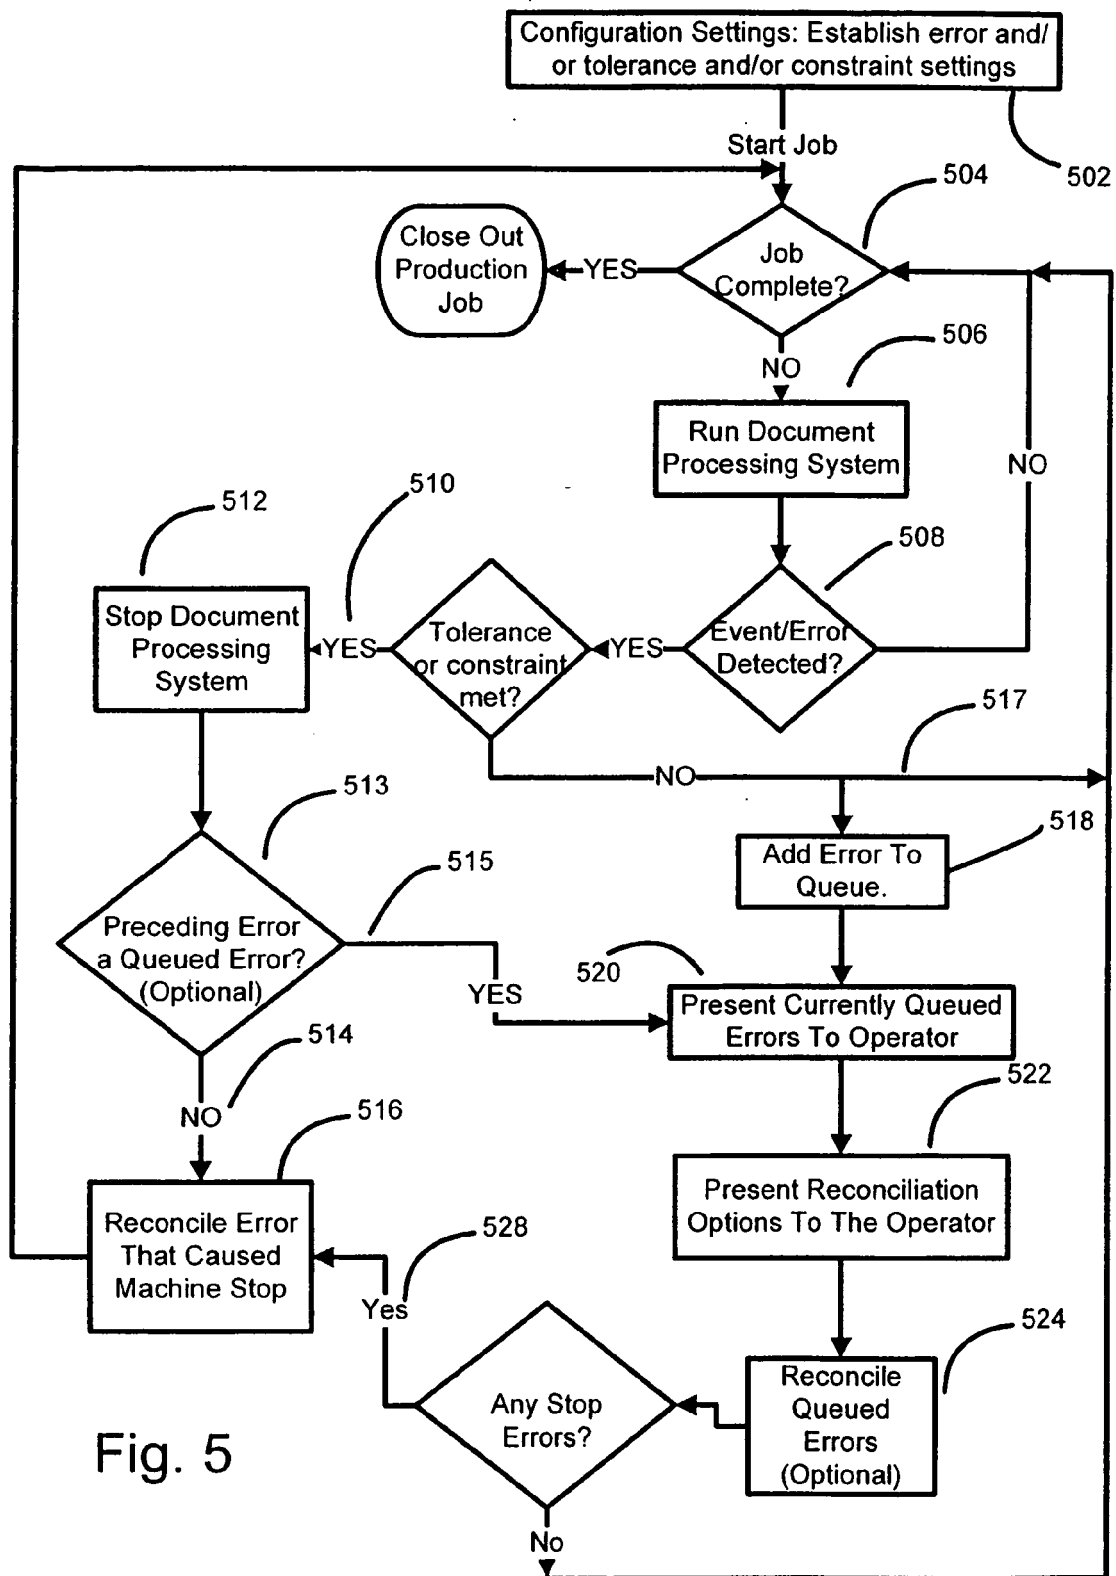 Configuration Settings: Establish error and/
or tolerance and/or constraint settings
Start Job
502
504
Close Out
Production
Job
YES
Job
Complete?
506
NO
Run Document
Processing System
NO
510
512
508
Stop Document
Processing
System
YES
Tolerance
or constraint
met?
YES
Event/Error
Detected?
517
NO
513
518
Add Error To
Queue.
515
Preceding Error
a Queued Error?
(Optional)
520
YES
Present Currently Queued
Errors To Operator
514
522
NO
516
Present Reconciliation
Options To The Operator
Reconcile Error
That Caused
Machine Stop
528
Yes
524
Reconcile
Queued
Errors
(Optional)
Any Stop
Errors?
Fig. 5
No